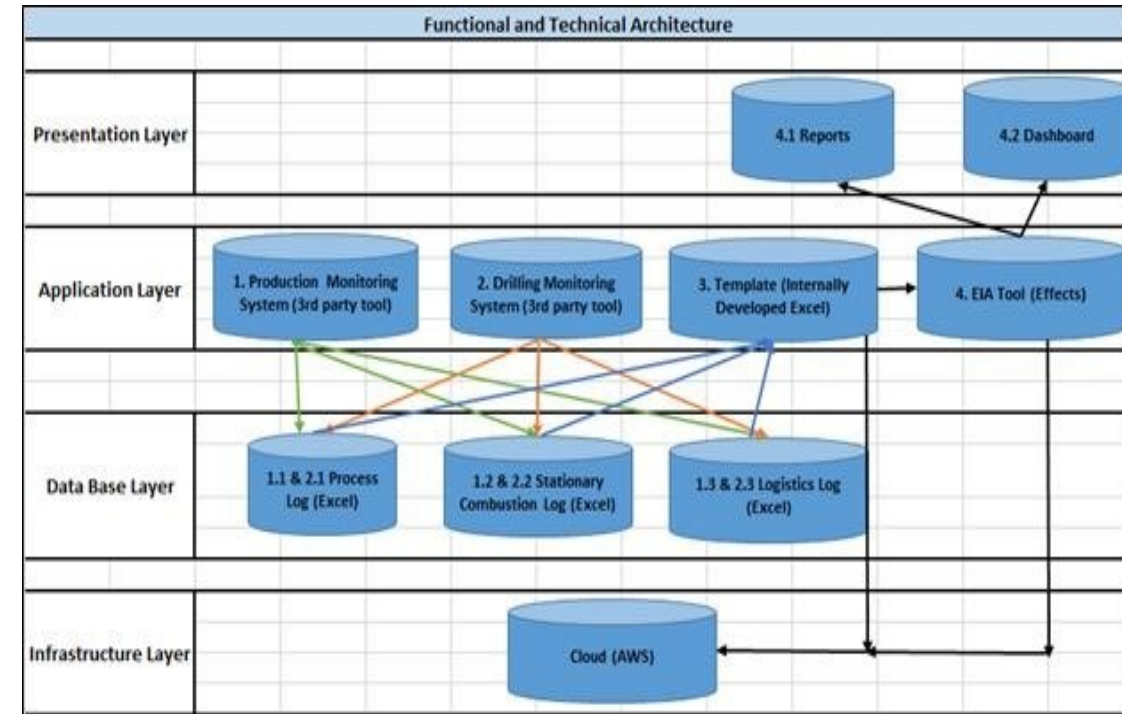 Functional and Technical Architecture
Presentation Layer
4.1 Reports
4.2 Dashboard
Application Layer
1. Production Monitoring
System (3rd party tool)
2. Drilling Monitoring
System (3rd party tool)
3. Template (Internally
Developed Excel)
4. EIA Tool (Effects)
Data Base Layer
1.1 & 2.1 Process
Log (Excel)
1.2 & 2.2 Stationary
Combustion Log (Excel)
1.3 & 2.3 Logistics Log
(Excel)
Infrastructure Layer
Cloud (AWS)